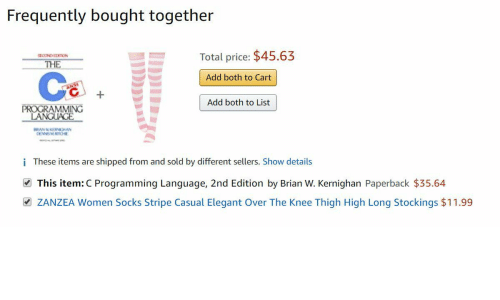 Frequently bought together
SECOND EDITION
THE
C
ANSI C
PROGRAMMING
LANGUAGE
BRIAN W. KERNIGHAN
DENNIS M. RITCHIE
+
Total price: $45.63
Add both to Cart
Add both to List
i These items are shipped from and sold by different sellers. Show details
This item: C Programming Language, 2nd Edition by Brian W. Kernighan Paperback $35.64
ZANZEA Women Socks Stripe Casual Elegant Over The Knee Thigh High Long Stockings $11.99